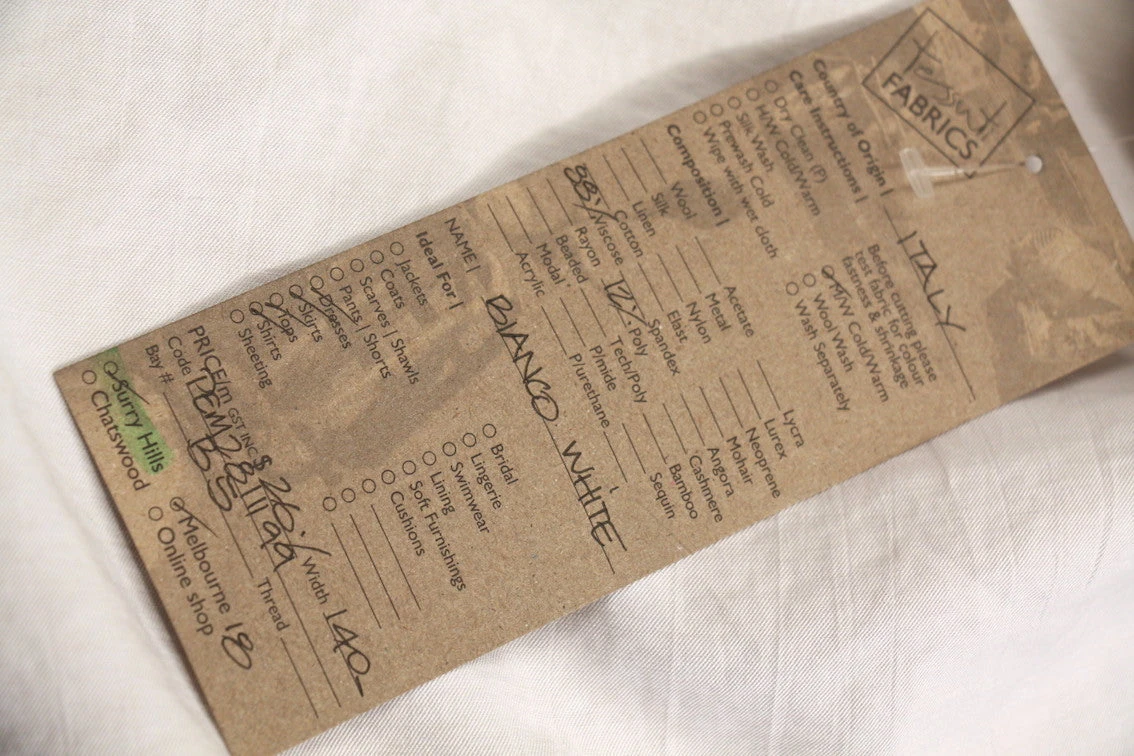 Tessuti
FABRICS
Country of Origin | ITALY
Care Instructions |
Dry Clean (P)
H/W Cold/Warm
Silk Wash
Prewash Cold
Wipe with wet cloth
Before cutting please
test fabric for colour
fastness & shrinkage
M/W Cold/Warm
Wool Wash
Wash Separately
Composition |
Wool
Silk
Linen
Cotton
88% Viscose
Rayon
Beaded
Modal
Acrylic
Acetate
Metal
Nylon
Elast
Spandex
12% Poly
Tech/Poly
P/mide
P/urethane
Lycra
Lurex
Neoprene
Mohair
Angora
Cashmere
Bamboo
Sequin
NAME | BIANCO WHITE
Ideal For |
Jackets
Coats
Scarves | Shawls
Pants | Shorts
Dresses
Skirts
Tops
Shirts
Sheeting
Bridal
Lingerie
Swimwear
Lining
Soft Furnishings
Cushions
PRICE/m GST INC $ Width 140
Code
Thread
Bay #
Surry Hills
Chatswood
Melbourne 18
Online shop